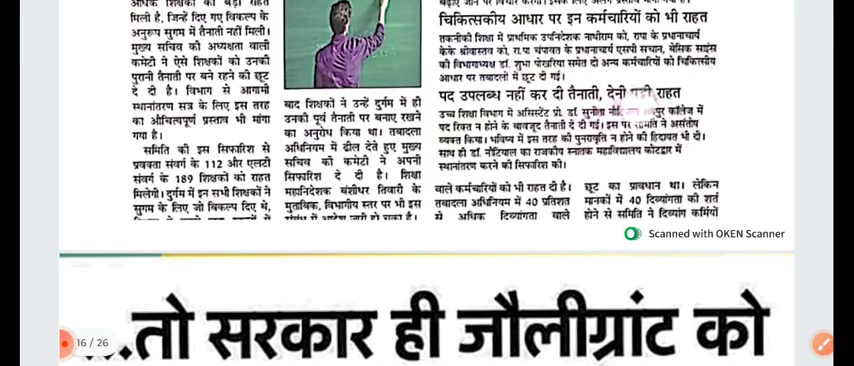 अधिक शिक्षकों को बड़ी राहत
मिली है, जिन्हें दिए गए विकल्प के
अनुरूप सुगम में तैनाती नहीं मिली।
मुख्य सचिव की अध्यक्षता वाली
कमेटी ने ऐसे शिक्षकों को उनकी
पुरानी तैनाती पर बने रहने की छूट
दे दी है। विभाग से आगामी
स्थानांतरण सत्र के लिए इस तरह
का औचित्यपूर्ण प्रस्ताव भी मांगा
गया है।
समिति की इस सिफारिश से
प्रवक्ता संवर्ग के 112 और एलटी
संवर्ग के 189 शिक्षकों को राहत
मिलेगी। दुर्गम में इन सभी शिक्षकों ने
सुगम के लिए जो विकल्प दिए थे,
बाद शिक्षकों ने उन्हें दुर्गम में ही
उनकी पूर्व तैनाती पर बनाए रखने
का अनुरोध किया था। तबादला
अधिनियम में ढील देते हुए मुख्य
सचिव की कमेटी ने अपनी
सिफारिश दे दी है। शिक्षा
महानिदेशक बंशीधर तिवारी के
मुताबिक, विभागीय स्तर पर भी इस
संबंध में आदेश जारी हो चुका है।
चिकित्सकीय आधार पर इन कर्मचारियों को भी राहत
तकनीकी शिक्षा में प्राथमिक उपनिदेशक नाथीराम को, रापा के प्रधानाचार्य
केके श्रीवास्तव को, रा.पा चंपावत के प्रधानाचार्य एसपी सचान, बेसिक साइंस
की विभागाध्यक्ष डॉ. शुभा पोखरिया समेत दो अन्य कर्मचारियों को चिकित्सीय
आधार पर तबादलों में छूट दी गई।
पद उपलब्ध नहीं कर दी तैनाती, देनी पड़ी राहत
उच्च शिक्षा विभाग में असिस्टेंट प्रो. डॉ. सुनीता कॉलेज में
पद रिक्त न होने के बावजूद तैनाती दे दी गई। इस पर समिति ने असंतोष
व्यक्त किया। भविष्य में इस तरह की पुनरावृति न होने की हिदायत भी दी।
साथ ही डॉ. नौटियाल का राजकीय स्नातक महाविद्यालय कोटद्वार में
स्थानांतरण करने की सिफारिश की।
वाले कर्मचारियों को भी राहत दी है।
तबादला अधिनियम में 40 प्रतिशत
से अधिक दिव्यांगता वाले
छूट का प्रावधान था। लेकिन
मानकों में 40 दिव्यांगता की शर्त
होने से समिति ने दिव्यांग कर्मियों
Scanned with OKEN Scanner
...तो सरकार ही जौलीग्रांट को
16 / 26